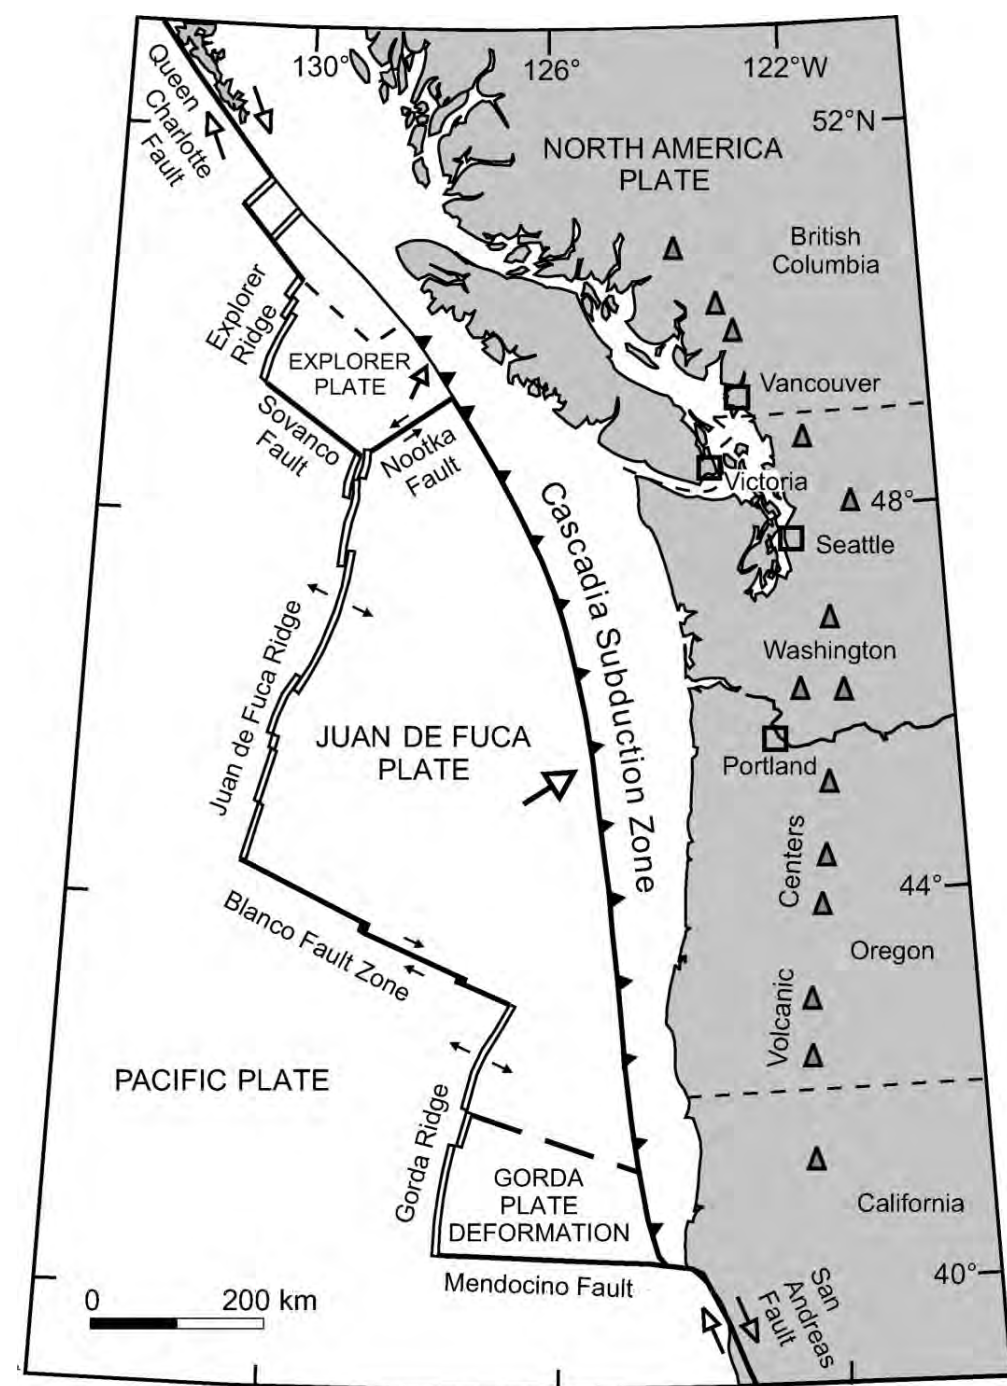 130°
126°
122°W
52°N
Queen
Charlotte
Fault
NORTH AMERICA
PLATE
British
Columbia
Explorer
Ridge
EXPLORER
PLATE
Vancouver
Sovanco
Fault
Nootka
Fault
Victoria
48°
Seattle
Cascadia Subduction Zone
Washington
Juan de Fuca Ridge
JUAN DE FUCA
PLATE
Portland
Blanco Fault Zone
44°
Oregon
Volcanic Centers
PACIFIC PLATE
Gorda Ridge
GORDA
PLATE
DEFORMATION
California
Mendocino Fault
San
Andreas
Fault
40°
0 200 km